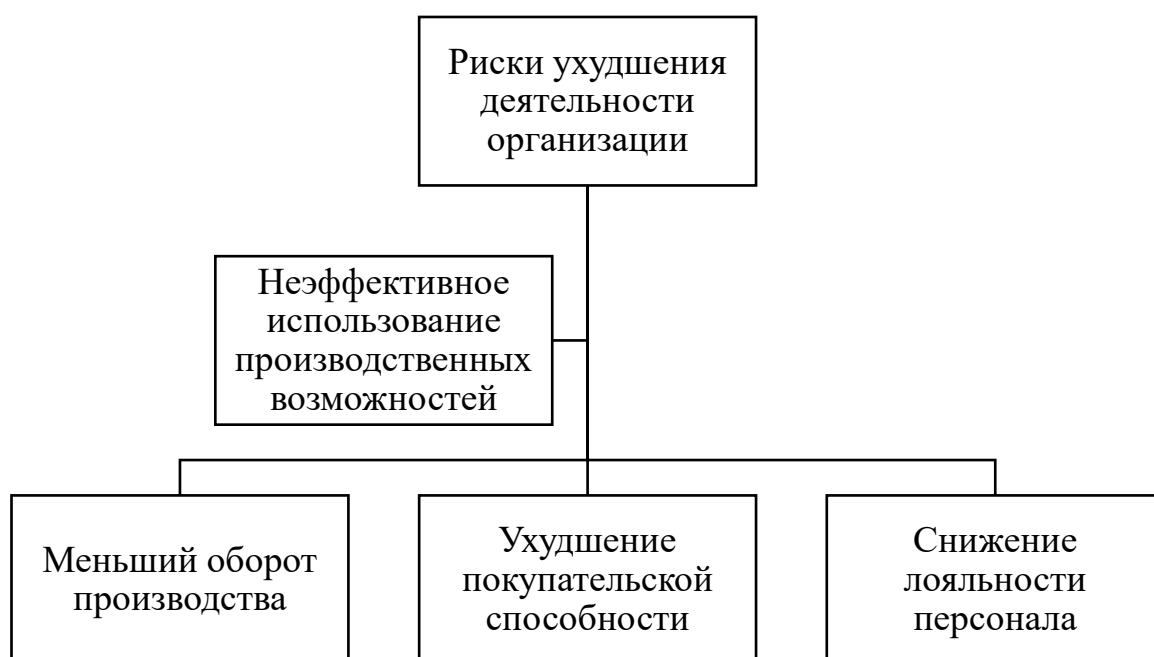 Риски ухудшения
деятельности
организации
Неэффективное
использование
производственных
возможностей
Меньший оборот
производства
Ухудшение
покупательской
способности
Снижение
лояльности
персонала